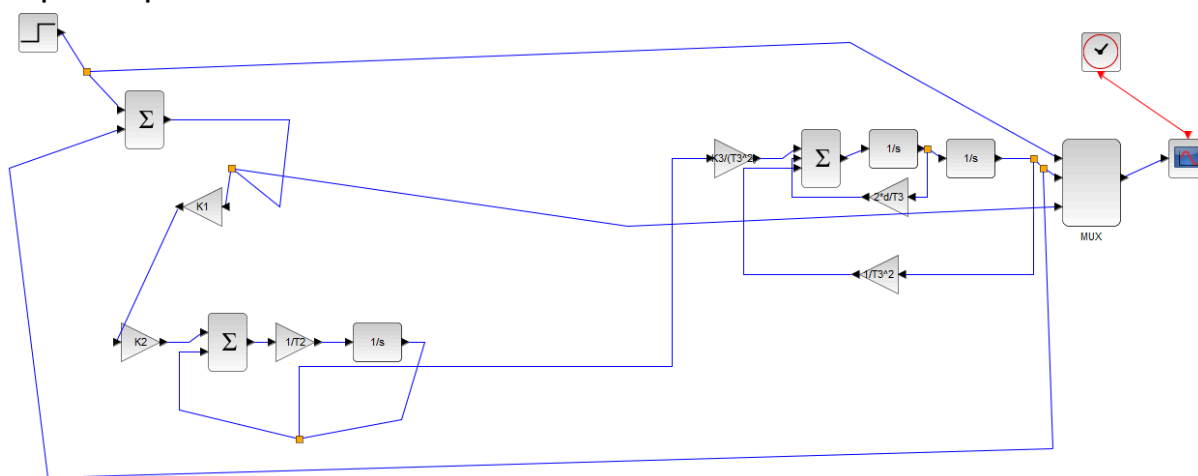 Σ
K1
K2
Σ
1/T2
1/s
K3/(T3^2)
Σ
1/s
1/s
2*d/T3
1/T3^2
MUX